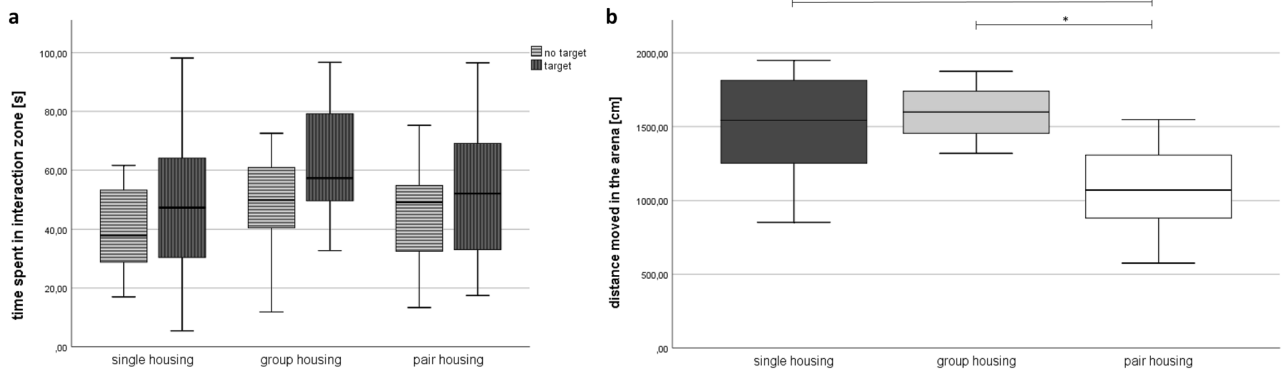 a
time spent in interaction zone [s]
100,00
80,00
60,00
40,00
20,00
,00
single housing
group housing
pair housing
no target
target
b
*
distance moved in the arena [cm]
2000,00
1500,00
1000,00
500,00
,00
single housing
group housing
pair housing